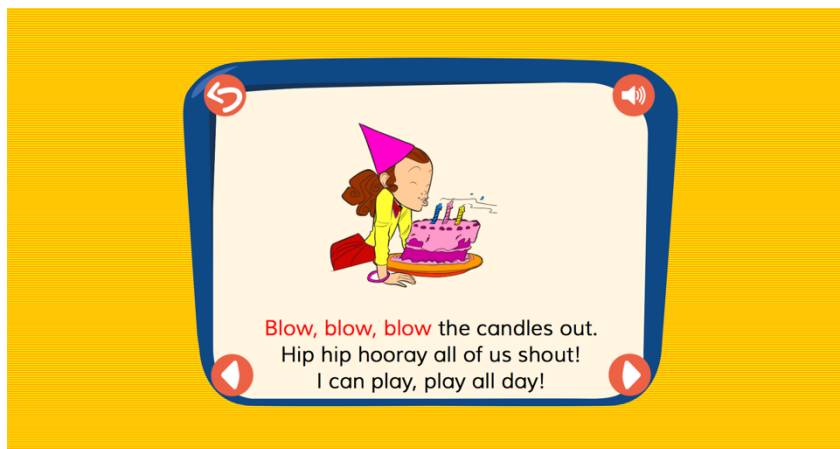 Blow, blow, blow the candles out.
Hip hip hooray all of us shout!
I can play, play all day!